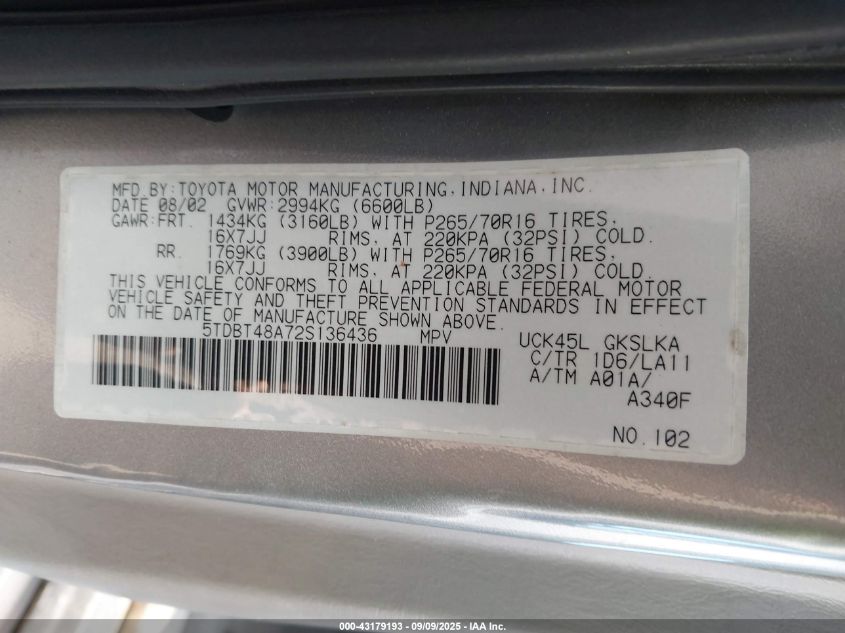 MFD.BY:TOYOTA MOTOR MANUFACTURING,INDIANA,INC.
DATE 08/02 GVWR:2994KG (6600LB)
GAWR:FRT. 1434KG (3160LB) WITH P265/70R16 TIRES,
16X7JJ RIMS, AT 220KPA (32PSI) COLD.
RR. 1769KG (3900LB) WITH P265/70R16 TIRES,
16X7JJ RIMS, AT 220KPA (32PSI) COLD.
THIS VEHICLE CONFORMS TO ALL APPLICABLE FEDERAL MOTOR
VEHICLE SAFETY AND THEFT PREVENTION STANDARDS IN EFFECT
ON THE DATE OF MANUFACTURE SHOWN ABOVE.
5TDBT48A72S136436 MPV UCK45L GKSLKA
C/TR 1D6/LA11
A/TM A01A/
A340F
NO.102
000-43179193 - 09/09/2025 - IAA Inc.